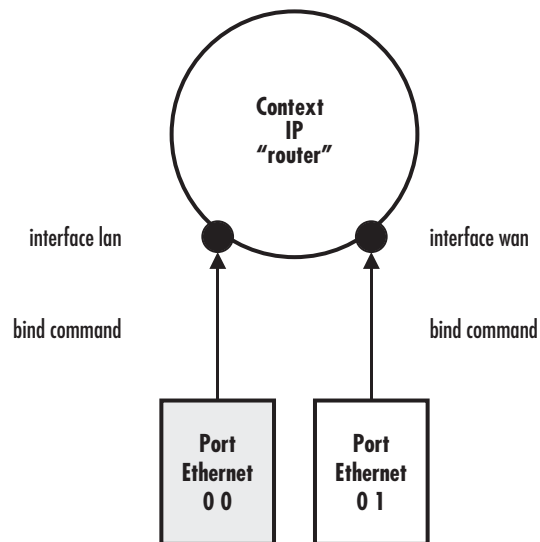 Context
IP
“router”
interface lan
interface wan
bind command
bind command
Port
Ethernet
0 0
Port
Ethernet
0 1